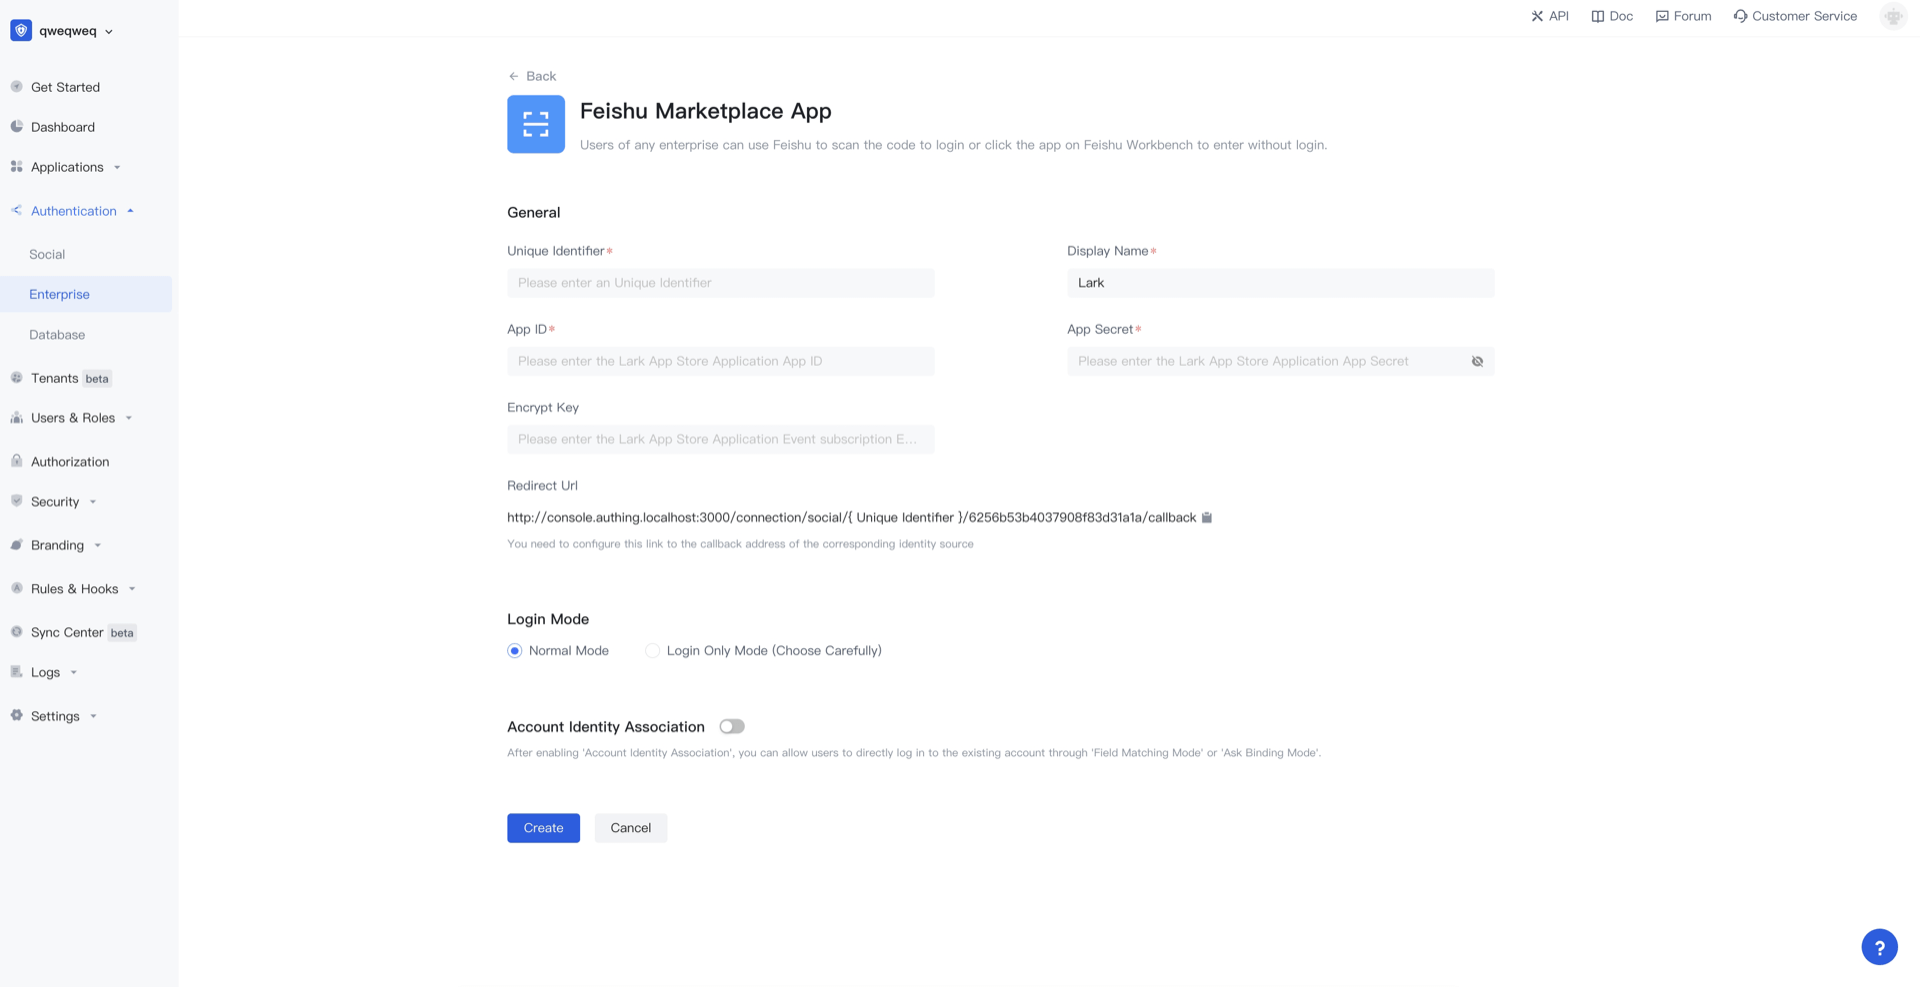 qweqweq
API
Doc
Forum
Customer Service
Get Started
Dashboard
Applications
Authentication
Social
Enterprise
Database
Tenants beta
Users & Roles
Authorization
Security
Branding
Rules & Hooks
Sync Center beta
Logs
Settings
Back
Feishu Marketplace App
Users of any enterprise can use Feishu to scan the code to login or click the app on Feishu Workbench to enter without login.
General
Unique Identifier*
Please enter an Unique Identifier
Display Name*
Lark
App ID*
Please enter the Lark App Store Application App ID
App Secret*
Please enter the Lark App Store Application App Secret
Encrypt Key
Please enter the Lark App Store Application Event subscription E...
Redirect Url
http://console.authing.localhost:3000/connection/social/{ Unique Identifier }/6256b53b4037908f83d31a1a/callback
You need to configure this link to the callback address of the corresponding identity source
Login Mode
Normal Mode
Login Only Mode (Choose Carefully)
Account Identity Association
After enabling 'Account Identity Association', you can allow users to directly log in to the existing account through 'Field Matching Mode' or 'Ask Binding Mode'.
Create
Cancel
?